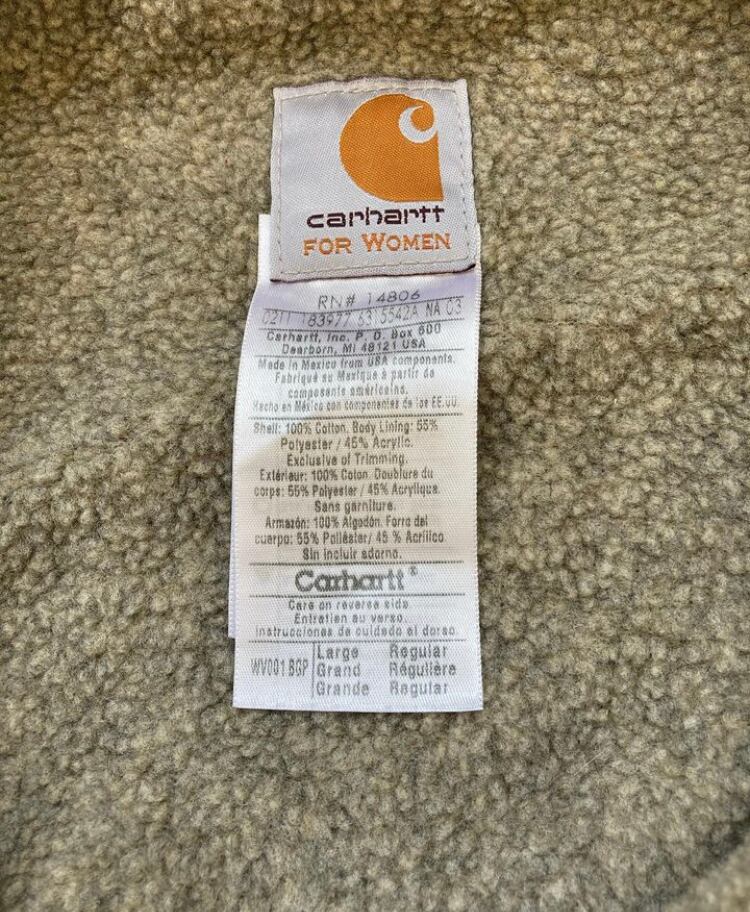 carhartt
FOR WOMEN
RN# 14806
0211 183977 6315542A NA 03
Carhartt, Inc. P. O. Box 600
Dearborn, MI 48121 USA
Made in Mexico from USA components.
Fabriqué au Mexique à partir de
composants américains.
Hecho en México con componentes de los EE.UU.
Shell: 100% Cotton. Body Lining: 55%
Polyester / 45% Acrylic.
Exclusive of Trimming.
Extérieur: 100% Coton. Doublure du
corps: 55% Polyester / 45% Acrylique.
Sans garniture.
Armazón: 100% Algodón. Forro del
cuerpo: 55% Poliéster/ 45 % Acrílico
Sin incluir adorno.
Carhartt®
Care on reverse side.
Entretien au verso.
Instrucciones de cuidado al dorso.
WV001 BGP
Large Regular
Grand Régulière
Grande Regular